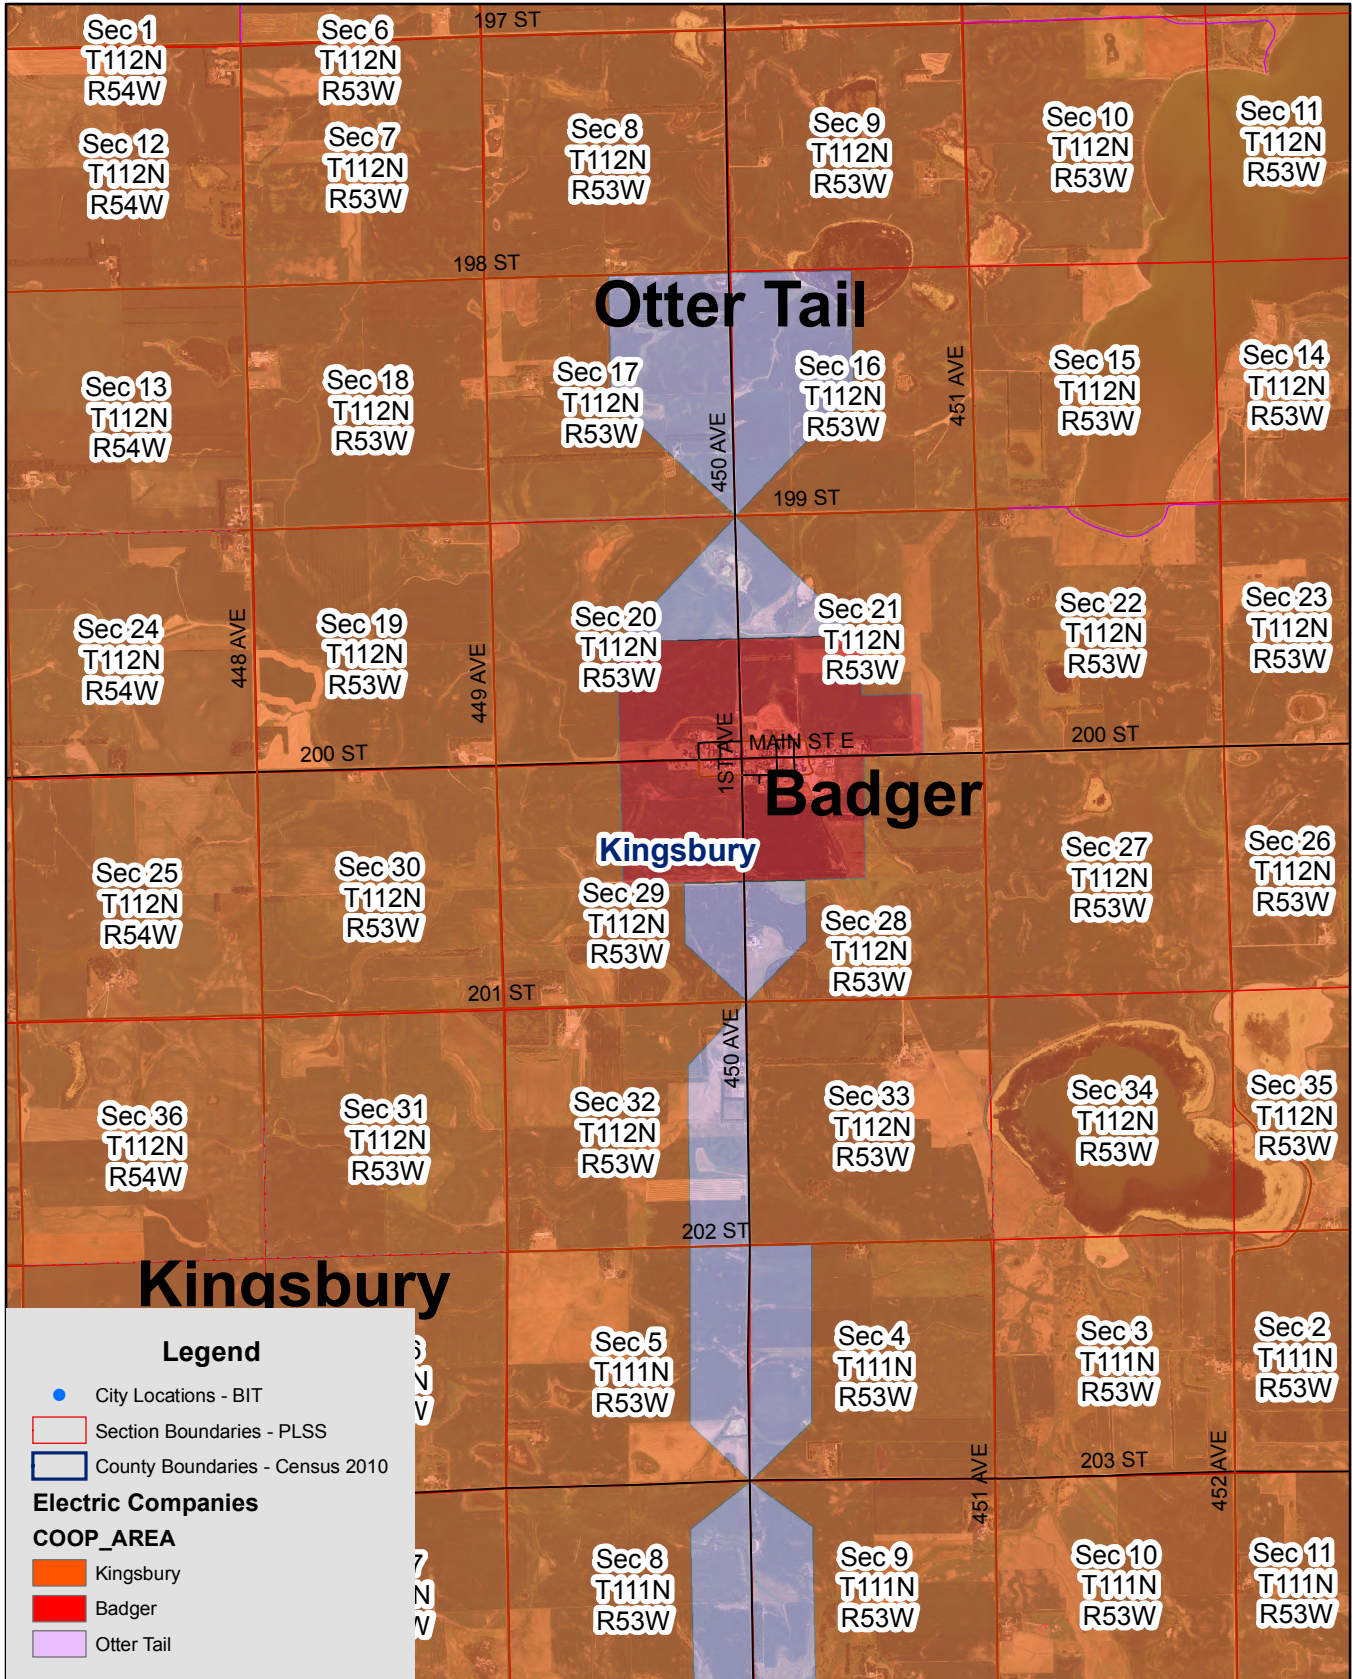 197 ST
Sec 1
T112N
R54W
Sec 6
T112N
R53W
Sec 12
T112N
R54W
Sec 7
T112N
R53W
Sec 8
T112N
R53W
Sec 9
T112N
R53W
Sec 10
T112N
R53W
Sec 11
T112N
R53W
198 ST
Otter Tail
Sec 13
T112N
R54W
Sec 18
T112N
R53W
Sec 17
T112N
R53W
450 AVE
Sec 16
T112N
R53W
451 AVE
Sec 15
T112N
R53W
Sec 14
T112N
R53W
199 ST
Sec 24
T112N
R54W
448 AVE
Sec 19
T112N
R53W
449 AVE
Sec 20
T112N
R53W
Sec 21
T112N
R53W
Sec 22
T112N
R53W
Sec 23
T112N
R53W
200 ST
1ST AVE
MAIN ST E
200 ST
Badger
Kingsbury
Sec 25
T112N
R54W
Sec 30
T112N
R53W
Sec 29
T112N
R53W
Sec 28
T112N
R53W
Sec 27
T112N
R53W
Sec 26
T112N
R53W
201 ST
450 AVE
Sec 36
T112N
R54W
Sec 31
T112N
R53W
Sec 32
T112N
R53W
Sec 33
T112N
R53W
Sec 34
T112N
R53W
Sec 35
T112N
R53W
202 ST
Kingsbury
6
N
W
Sec 5
T111N
R53W
Sec 4
T111N
R53W
Sec 3
T111N
R53W
Sec 2
T111N
R53W
451 AVE
203 ST
452 AVE
7
N
W
Sec 8
T111N
R53W
Sec 9
T111N
R53W
Sec 10
T111N
R53W
Sec 11
T111N
R53W
Legend
City Locations - BIT
Section Boundaries - PLSS
County Boundaries - Census 2010
Electric Companies
COOP_AREA
Kingsbury
Badger
Otter Tail